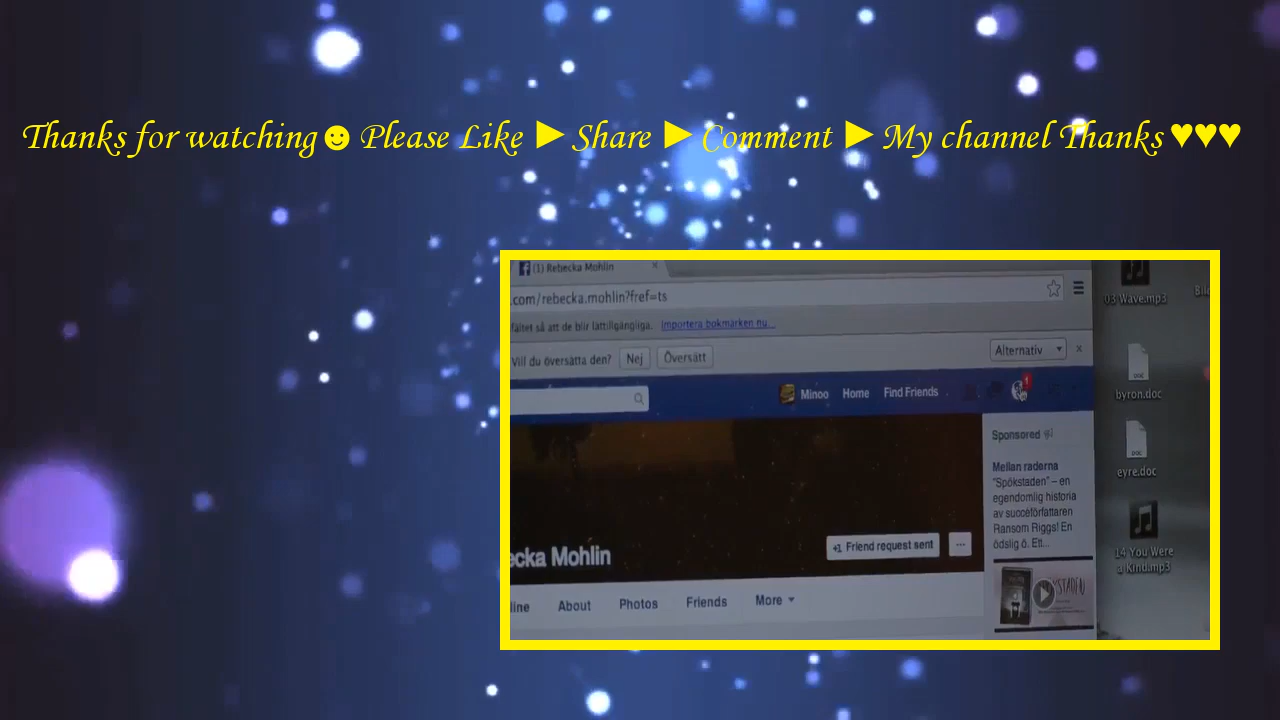 Thanks for watching☻Please Like ►Share ►Comment ►My channel Thanks ♥♥♥
(1) Rebecka Mohlin ×
.com/rebecka.mohlin?fref=ts
fältet så att de blir lättillgängliga. Importera bokmärken nu...
Vill du översätta den? Nej Översätt Alternativ ×
Minoo Home Find Friends
ecka Mohlin
+1 Friend request sent ...
line About Photos Friends More
Sponsored
Mellan raderna
"Spökstaden" – en
egendomlig historia
av succéförfattaren
Ransom Riggs! En
ödslig ö. Ett...
03 Wave.mp3
byron.doc
eyre.doc
14 You Were
a Kind.mp3